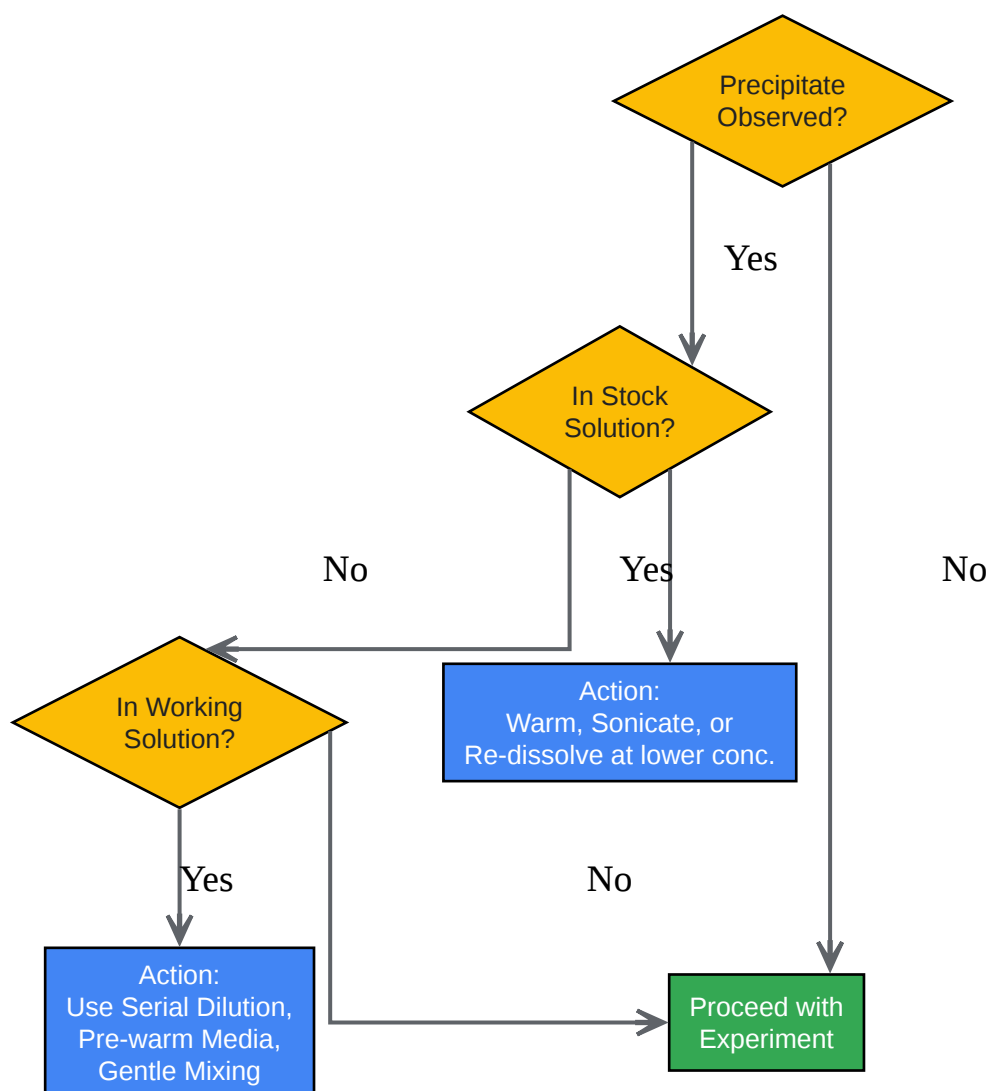 Precipitate
Observed?
Yes
In Stock
Solution?
No
Yes
No
In Working
Solution?
Action:
Warm, Sonicate, or
Re-dissolve at lower conc.
Yes
No
Action:
Use Serial Dilution,
Pre-warm Media,
Gentle Mixing
Proceed with
Experiment